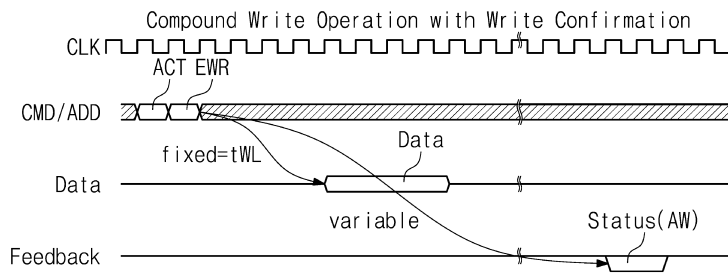 Compound Write Operation with Write Confirmation
CLK
ACT EWR
CMD/ADD
fixed=tWL
Data
Data
variable
Status(AW)
Feedback